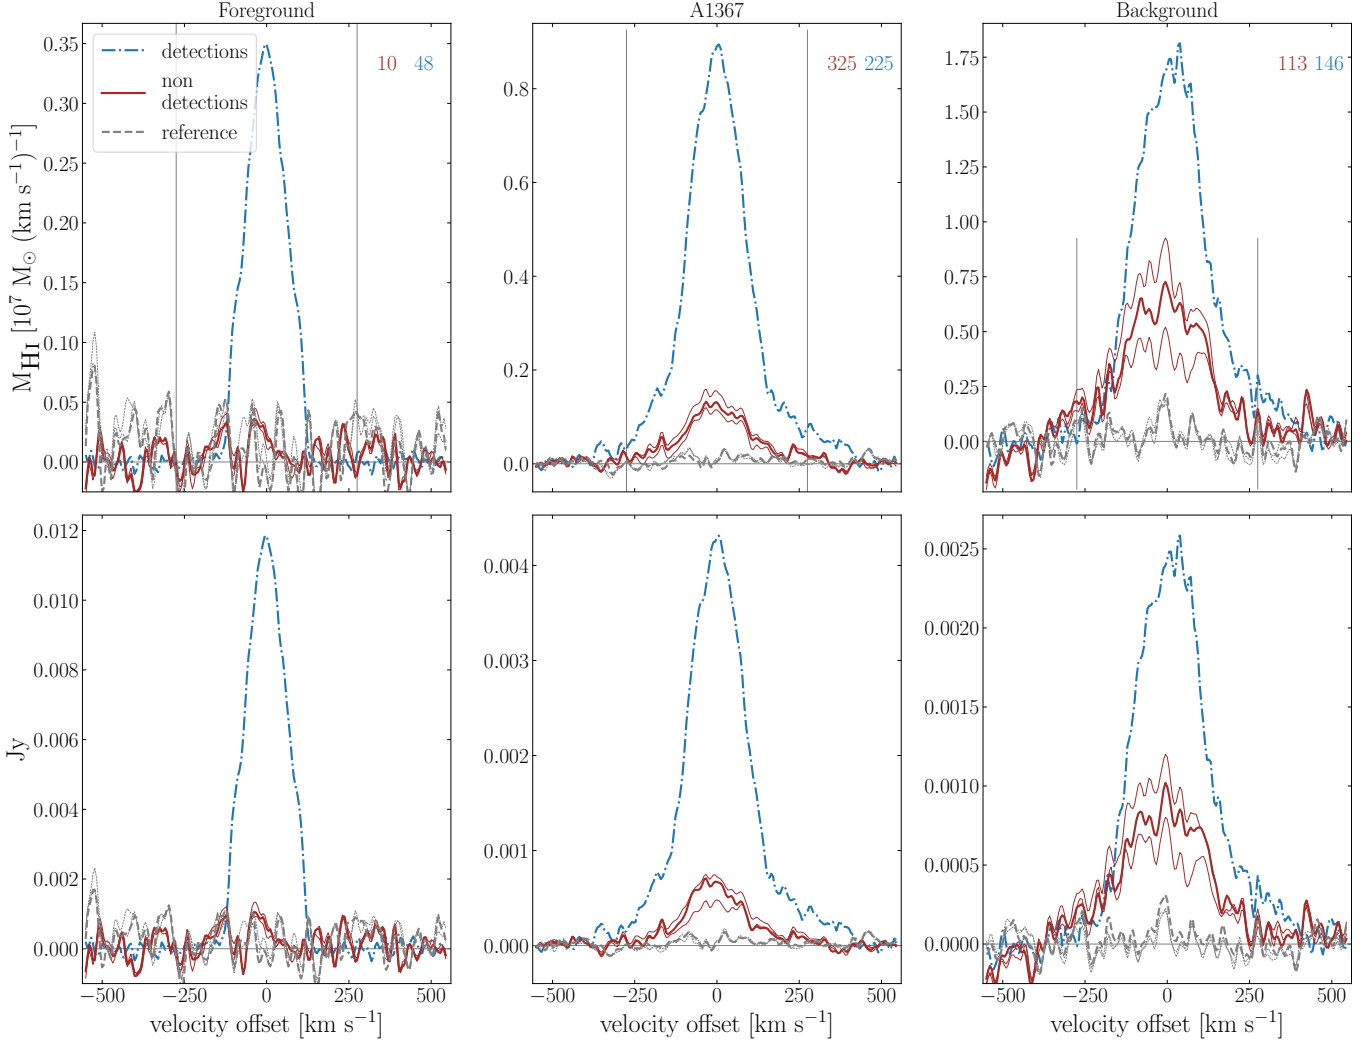 Foreground
A1367
Background
detections
non
detections
reference
10 48
325 225
113 146
M_HI [10⁷ M⊙ (km s⁻¹)⁻¹]
0.35
0.30
0.25
0.20
0.15
0.10
0.05
0.00
0.8
0.6
0.4
0.2
0.0
1.75
1.50
1.25
1.00
0.75
0.50
0.25
0.00
Jy
0.012
0.010
0.008
0.006
0.004
0.002
0.000
0.004
0.003
0.002
0.001
0.000
0.0025
0.0020
0.0015
0.0010
0.0005
0.0000
−500 −250 0 250 500
−500 −250 0 250 500
−500 −250 0 250 500
velocity offset [km s⁻¹]
velocity offset [km s⁻¹]
velocity offset [km s⁻¹]